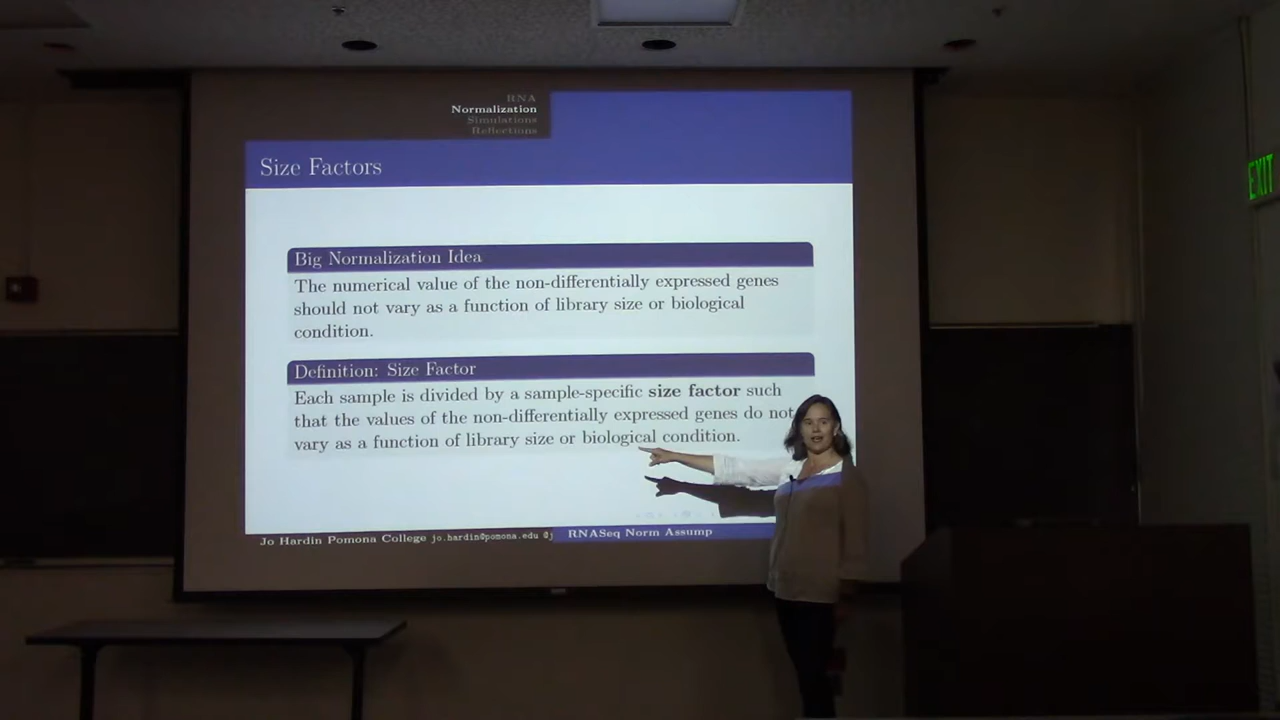 RNA
Normalization
Simulations
Reflections
Size Factors
EXIT
Big Normalization Idea
The numerical value of the non-differentially expressed genes
should not vary as a function of library size or biological
condition.
Definition: Size Factor
Each sample is divided by a sample-specific size factor such
that the values of the non-differentially expressed genes do not
vary as a function of library size or biological condition.
Jo Hardin Pomona College jo.hardin@pomona.edu @j RNASeq Norm Assump